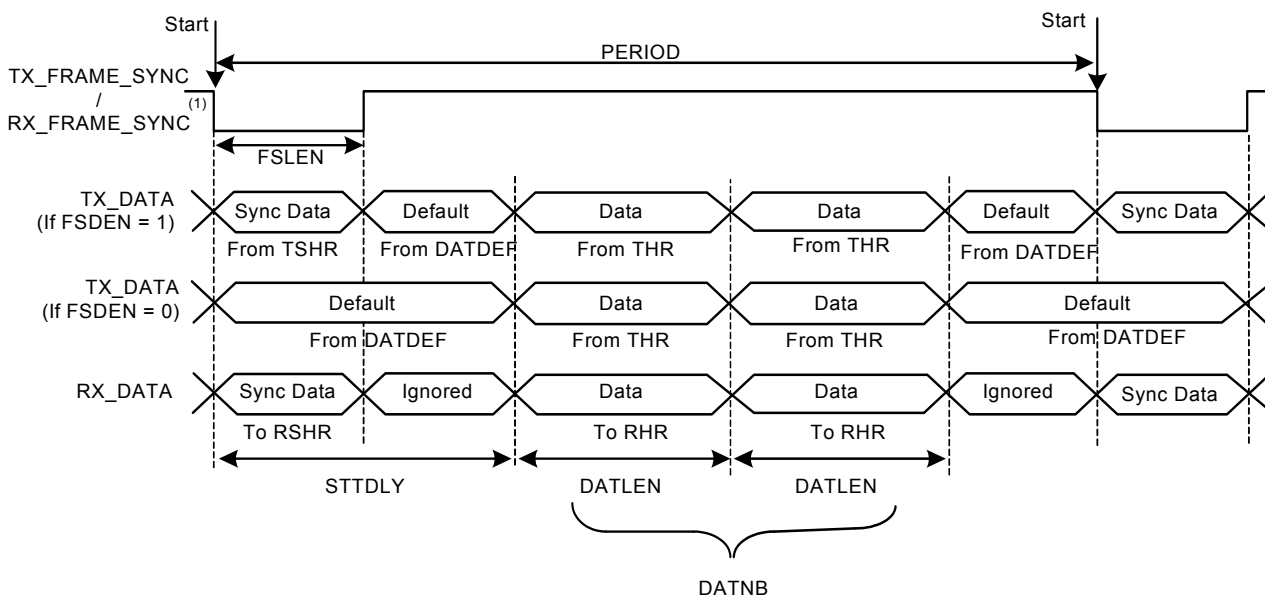 Start
Start
PERIOD
TX_FRAME_SYNC
/
RX_FRAME_SYNC
(1)
FSLEN
TX_DATA
(If FSDEN = 1)
Sync Data
Default
Data
Data
Default
Sync Data
From TSHR
From DATDEF
From THR
From THR
From DATDEF
TX_DATA
(If FSDEN = 0)
Default
Data
Data
Default
From DATDEF
From THR
From THR
From DATDEF
RX_DATA
Sync Data
Ignored
Data
Data
Ignored
Sync Data
To RSHR
To RHR
To RHR
STTDLY
DATLEN
DATLEN
DATNB